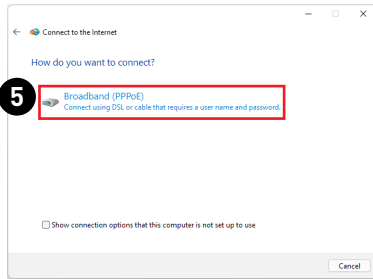 Connect to the Internet
How do you want to connect?
5
Broadband (PPPoE)
Connect using DSL or cable that requires a user name and password.
Show connection options that this computer is not set up to use
Cancel